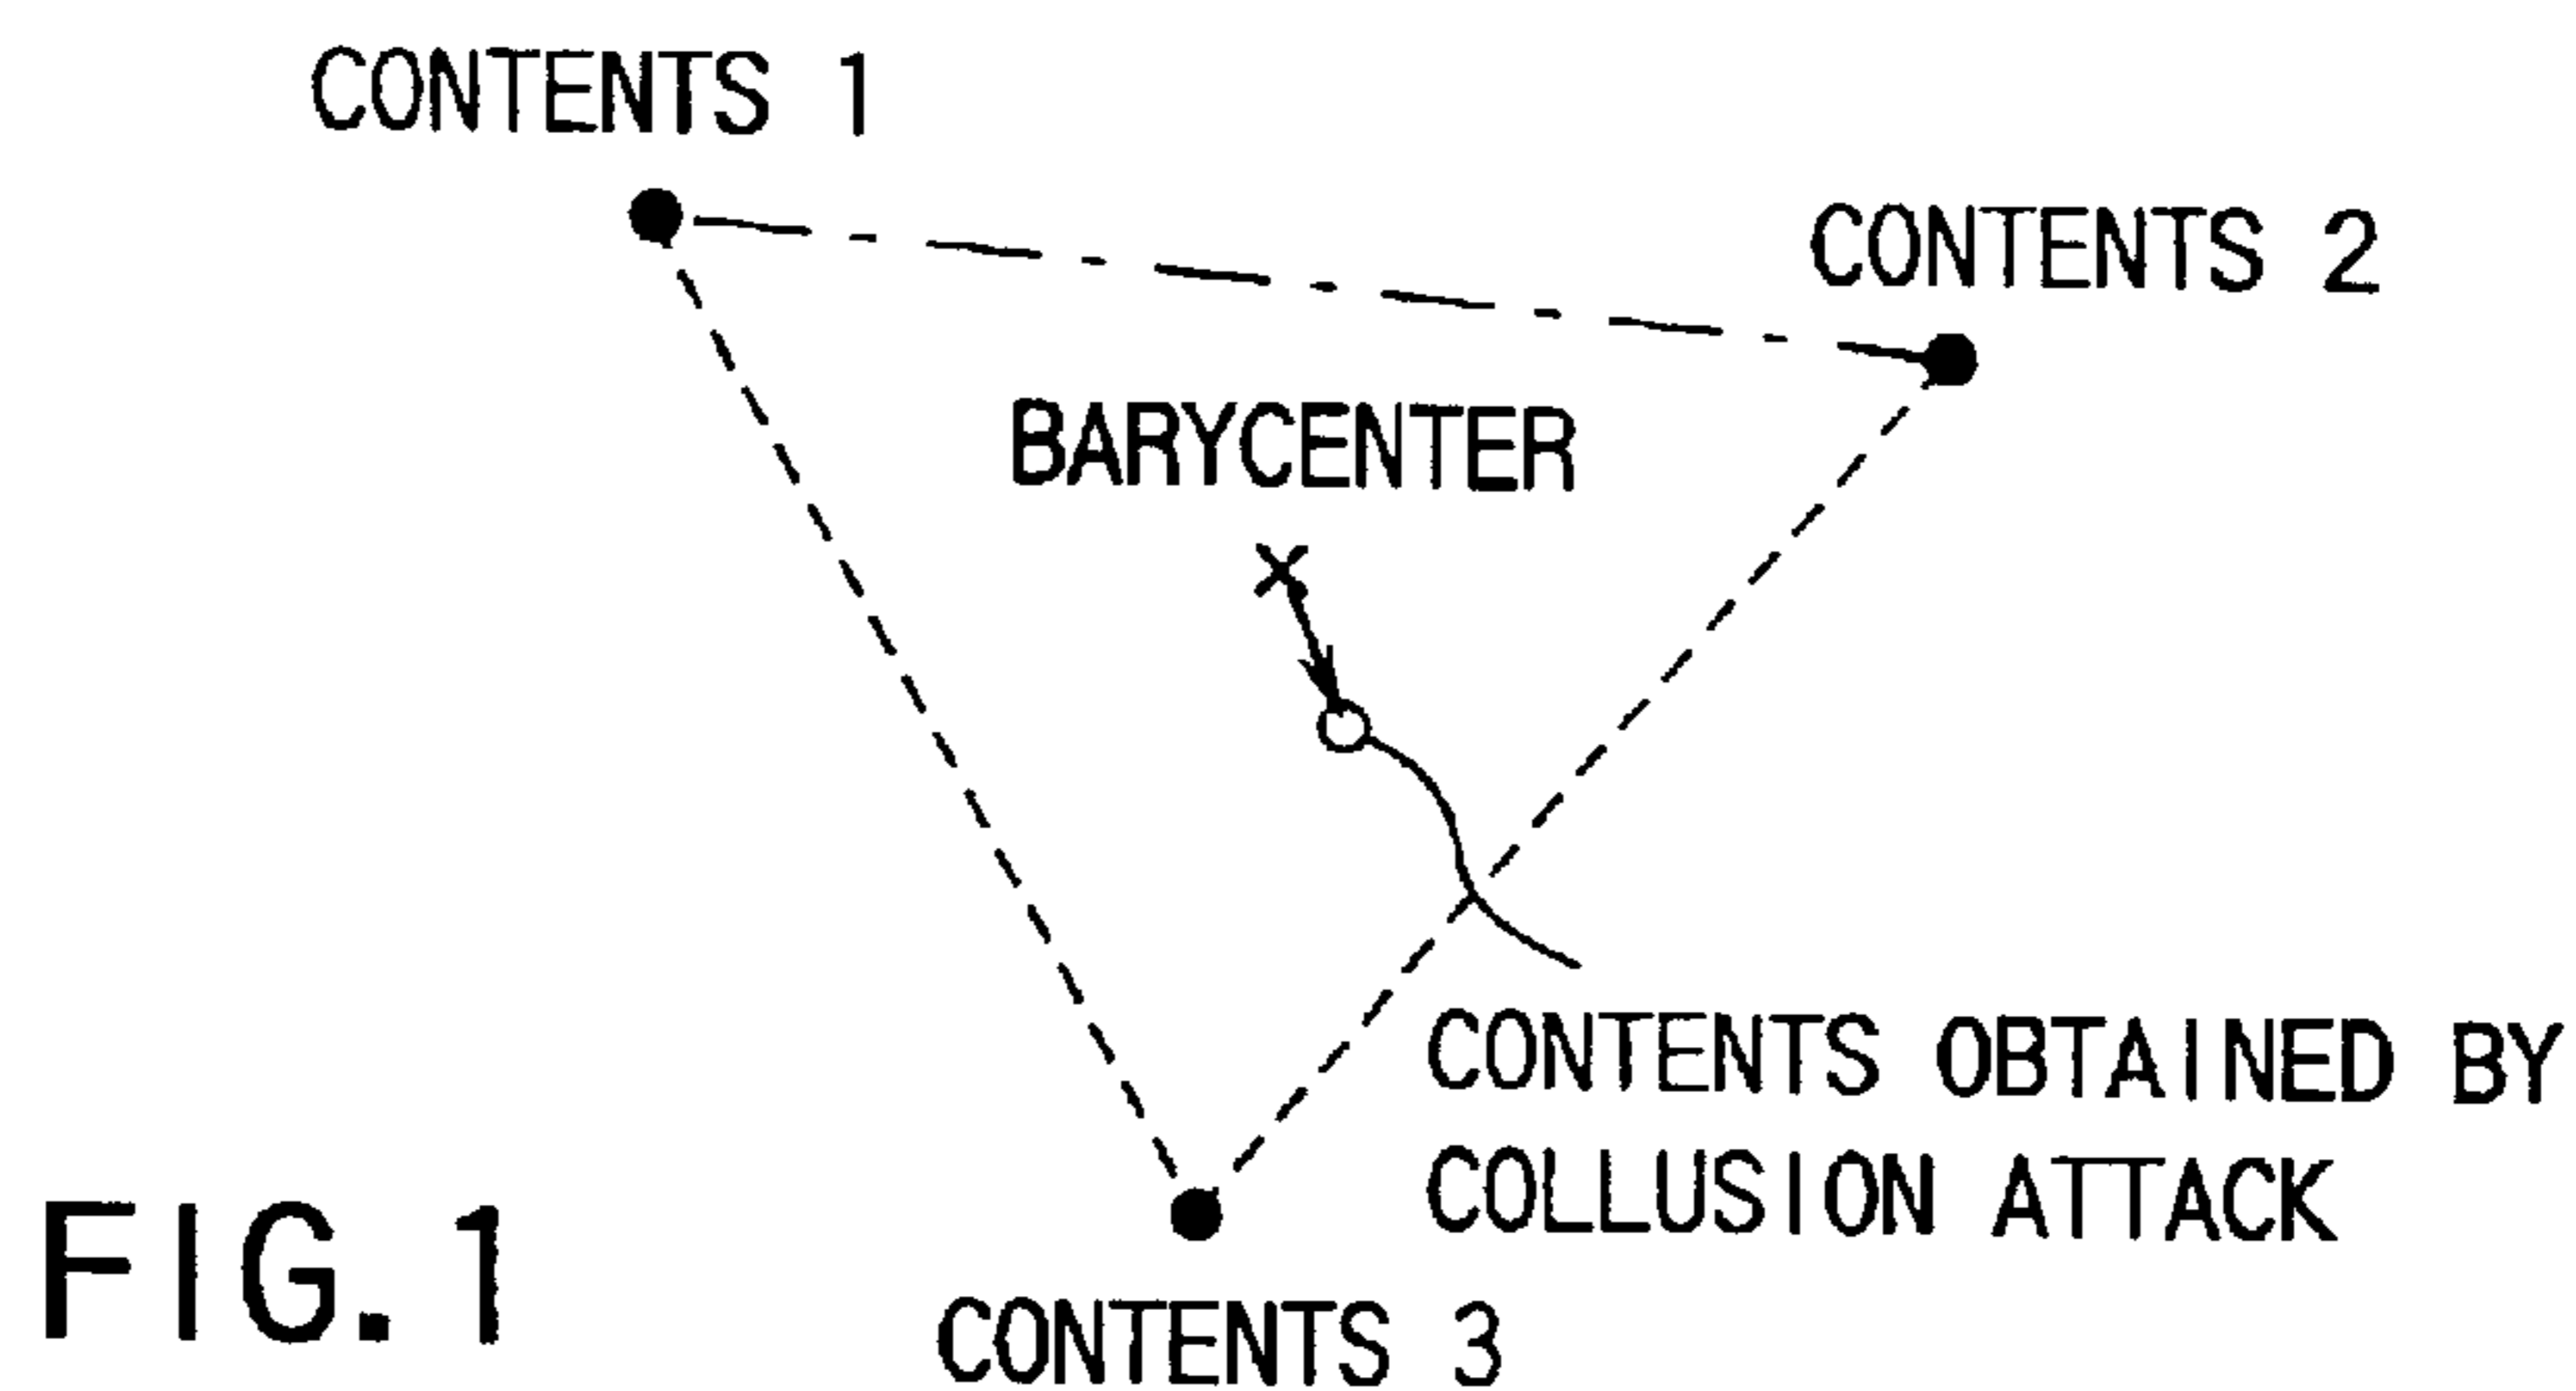 CONTENTS 1
CONTENTS 2
BARYCENTER
CONTENTS OBTAINED BY
COLLUSION ATTACK
CONTENTS 3
FIG.1